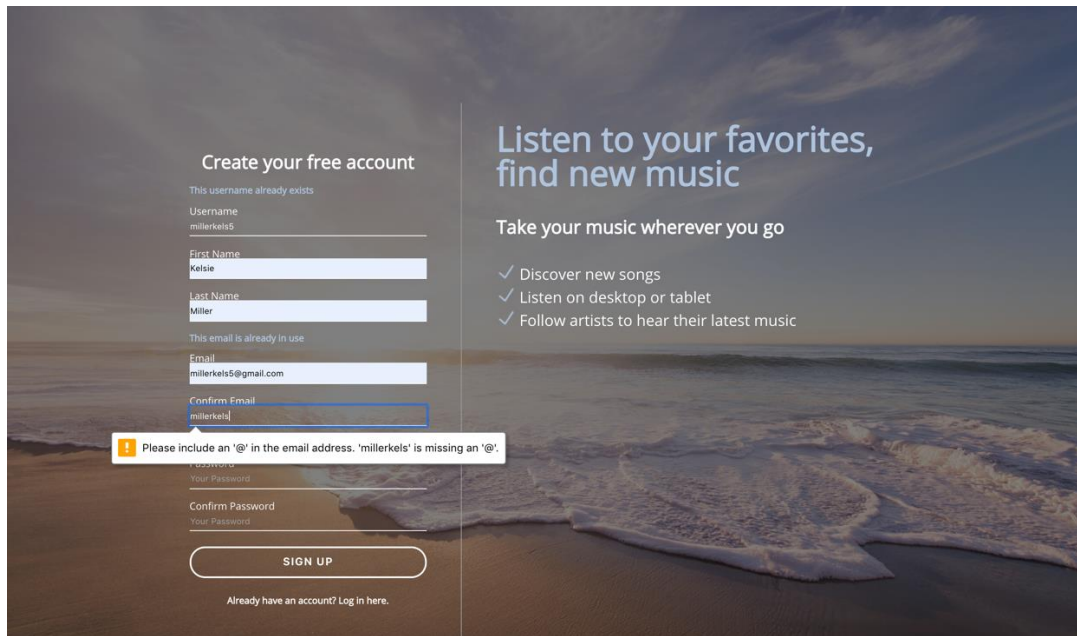 Create your free account
This username already exists
Username
millerkels5
First Name
Kelsie
Last Name
Miller
This email is already in use
Email
millerkels5@gmail.com
Confirm Email
millerkels
Please include an '@' in the email address. 'millerkels' is missing an '@'.
Password
Your Password
Confirm Password
Your Password
SIGN UP
Already have an account? Log in here.
Listen to your favorites,
find new music
Take your music wherever you go
Discover new songs
Listen on desktop or tablet
Follow artists to hear their latest music